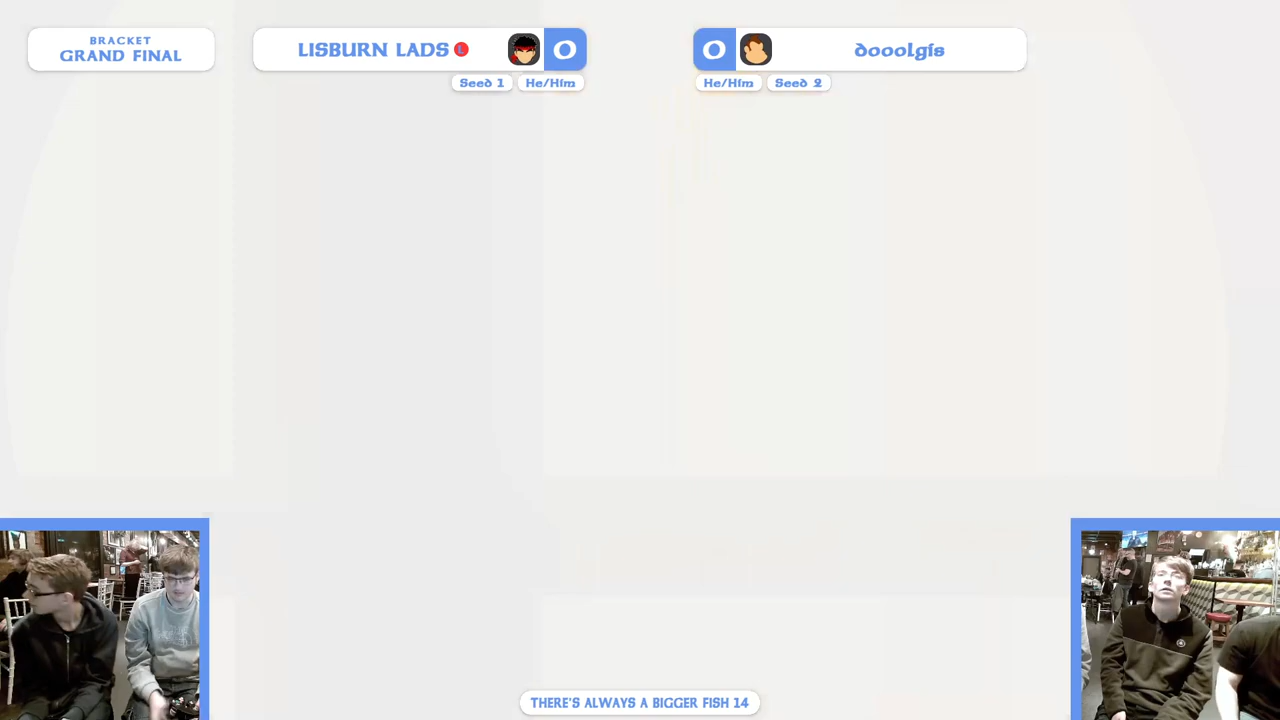 BRACKET
GRAND FINAL
LISBURN LADS L
0
0
dooolgis
Seed 1
He/Him
He/Him
Seed 2
THERE'S ALWAYS A BIGGER FISH 14